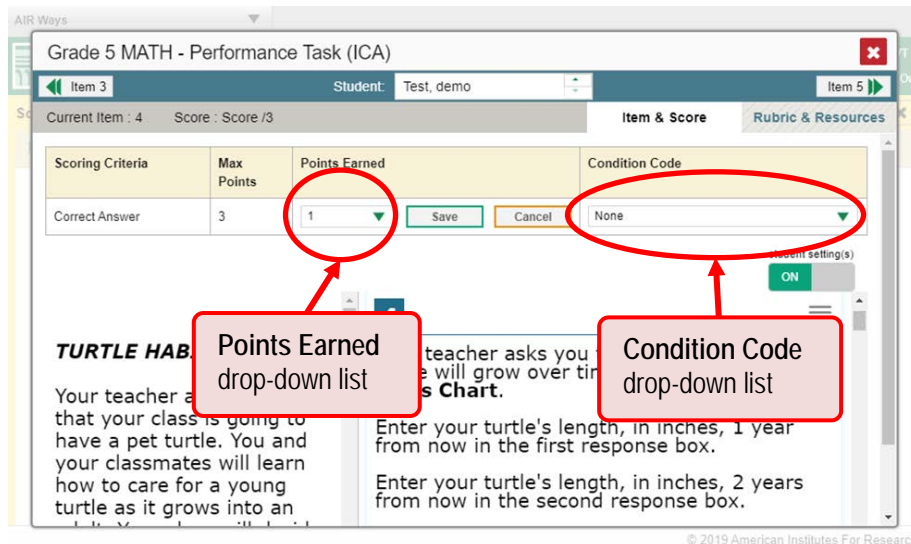 AIR Ways
Grade 5 MATH - Performance Task (ICA)
Item 3
Student:
Test, demo
Item 5
Current Item : 4
Score : Score /3
Item & Score
Rubric & Resources
Scoring Criteria
Max Points
Points Earned
Condition Code
Correct Answer
3
1
Save
Cancel
None
setting(s)
ON
Points Earned
drop-down list
Condition Code
drop-down list
TURTLE
Your teacher
that your class is going to
have a pet turtle. You and
your classmates will learn
how to care for a young
turtle as it grows into an
teacher asks you
will grow over
Chart.
Enter your turtle's length, in inches, 1 year
from now in the first response box.
Enter your turtle's length, in inches, 2 years
from now in the second response box.
© 2019 American Institutes For